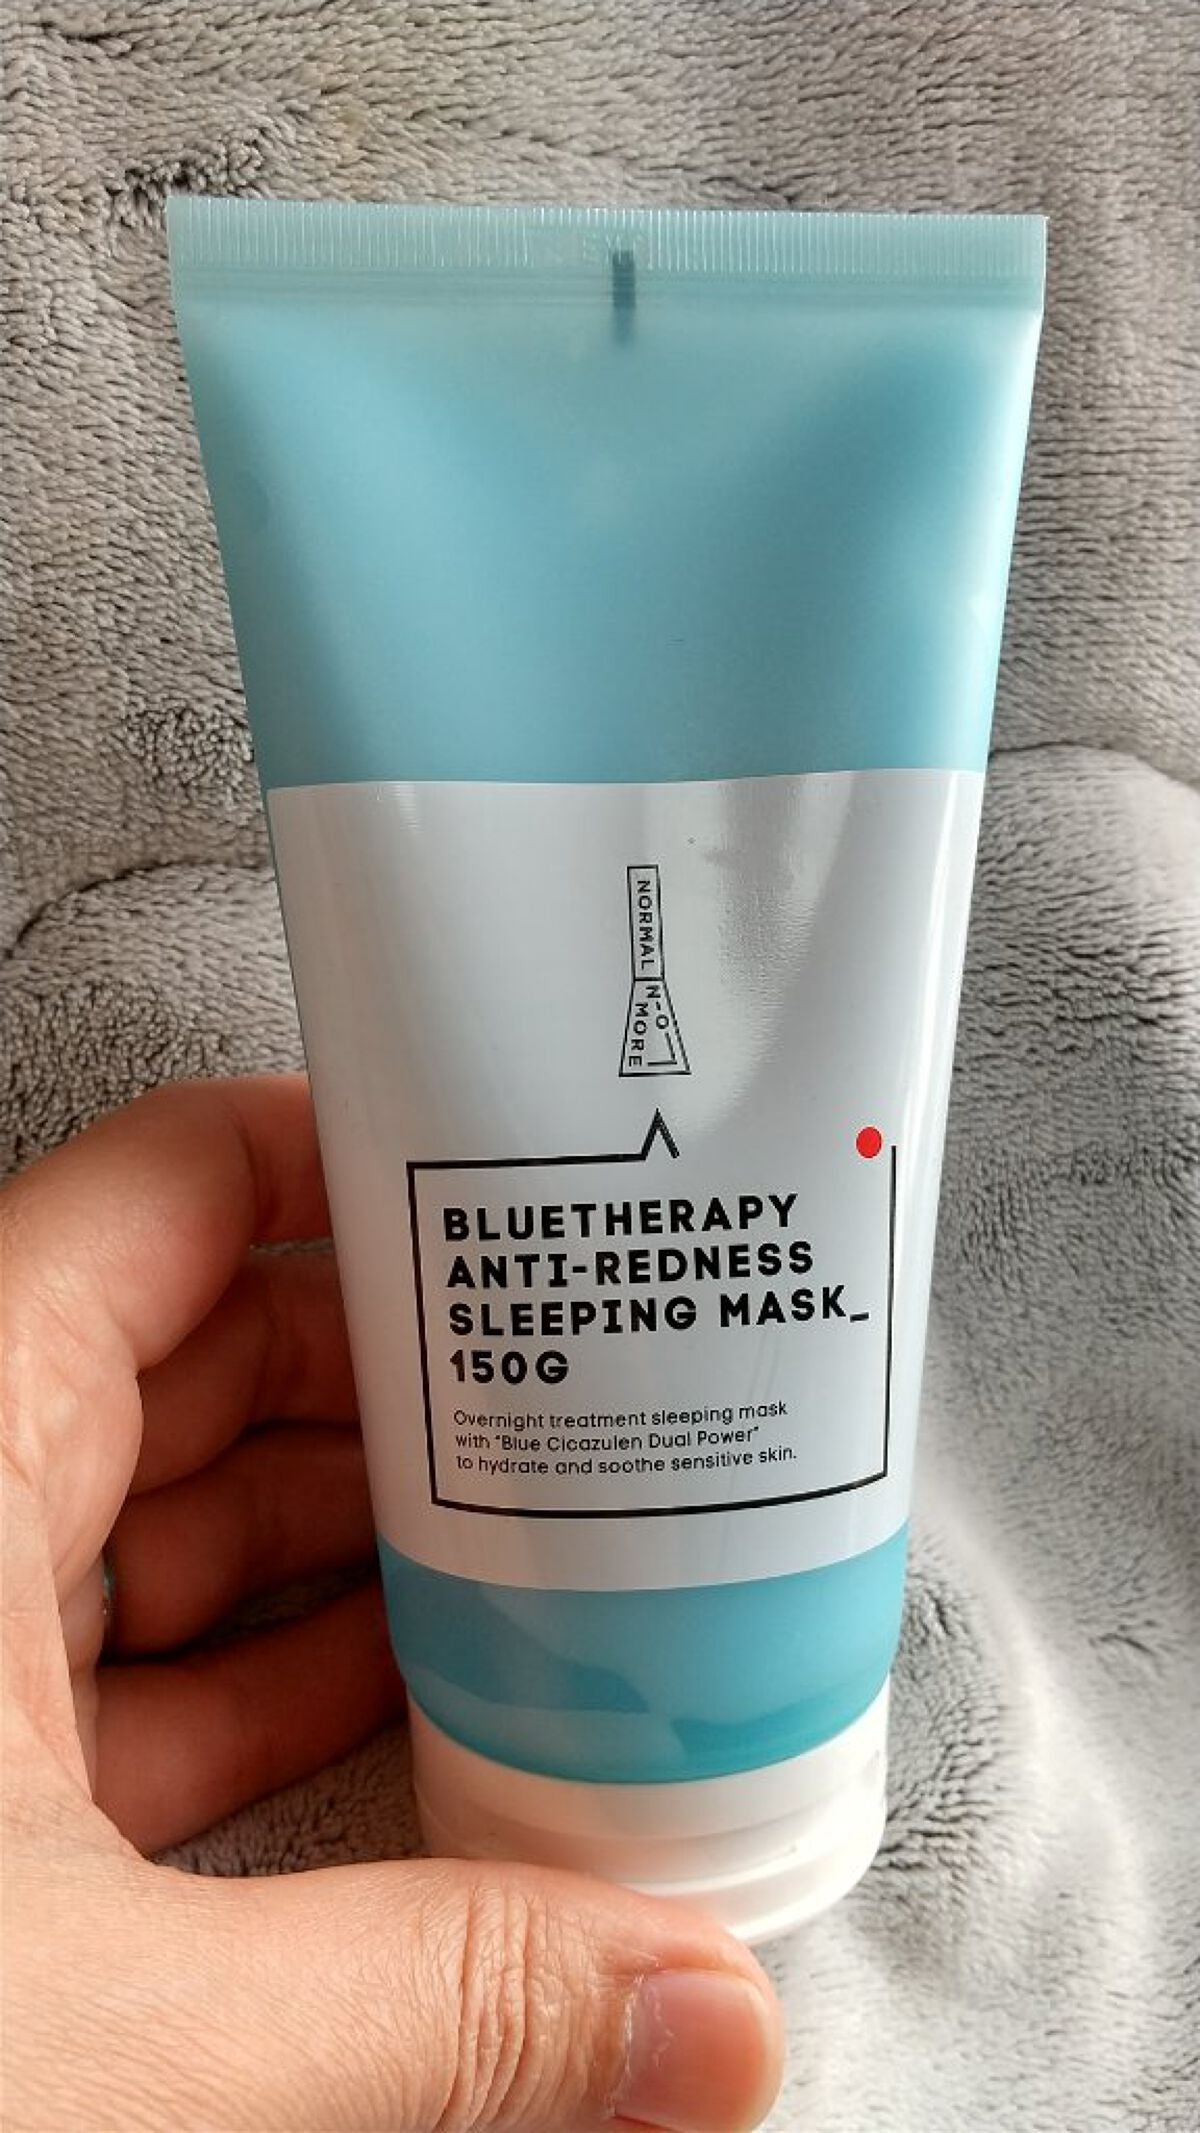 NORMAL
N-O
MORE
BLUETHERAPY
ANTI-REDNESS
SLEEPING MASK_
150G
Overnight treatment sleeping mask
with "Blue Cicazulen Dual Power"
to hydrate and soothe sensitive skin.